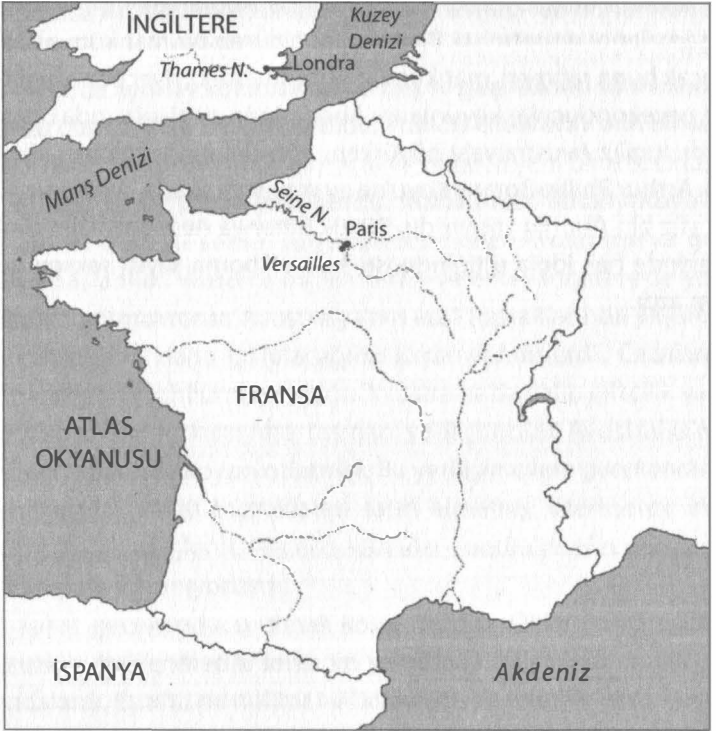 İNGİLTERE
Kuzey
Denizi
Thames N.
Londra
Manş Denizi
Seine N.
Paris
Versailles
FRANSA
ATLAS
OKYANUSU
İSPANYA
Akdeniz